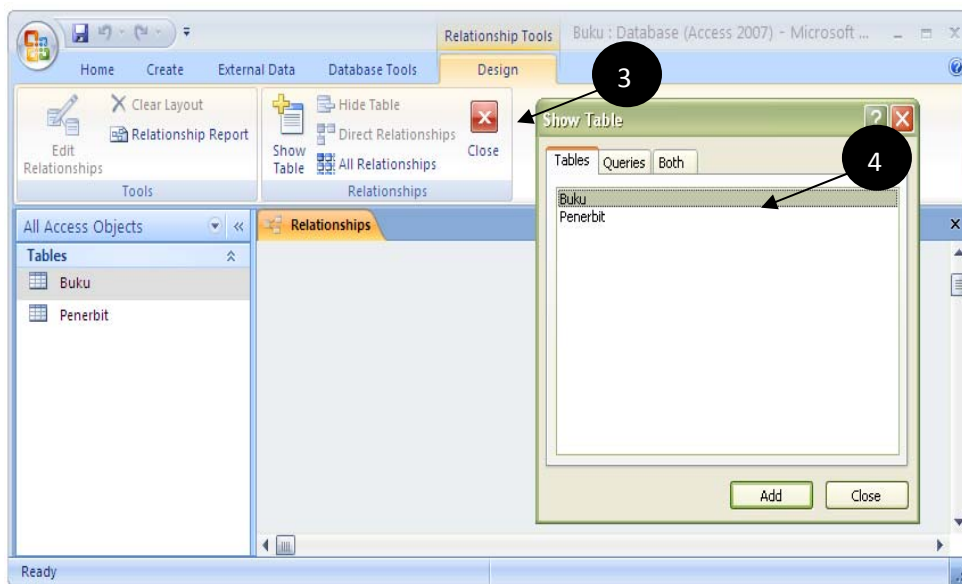 Relationship Tools
Buku : Database (Access 2007) - Microsoft ...
Home Create External Data Database Tools Design
3
Clear Layout
Relationship Report
Edit Relationships
Tools
Show Table
Hide Table
Direct Relationships
All Relationships
Close
Relationships
Show Table
Tables Queries Both
4
Buku
Penerbit
Add Close
All Access Objects
Tables
Buku
Penerbit
Relationships
Ready